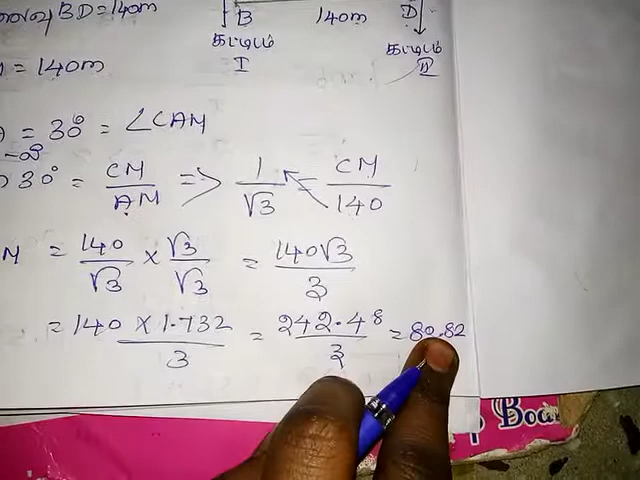 BD = 140m
B 140m D
கட்டிடம் கட்டிடம்
I II
= 140m
= 30° = ∠CAM
30° = CM/AM => 1/√3 = CM/140
M = 140/√3 × √3/√3 = 140√3/3
= 140 × 1.732/3 = 242.48/3 = 80.82
Boar